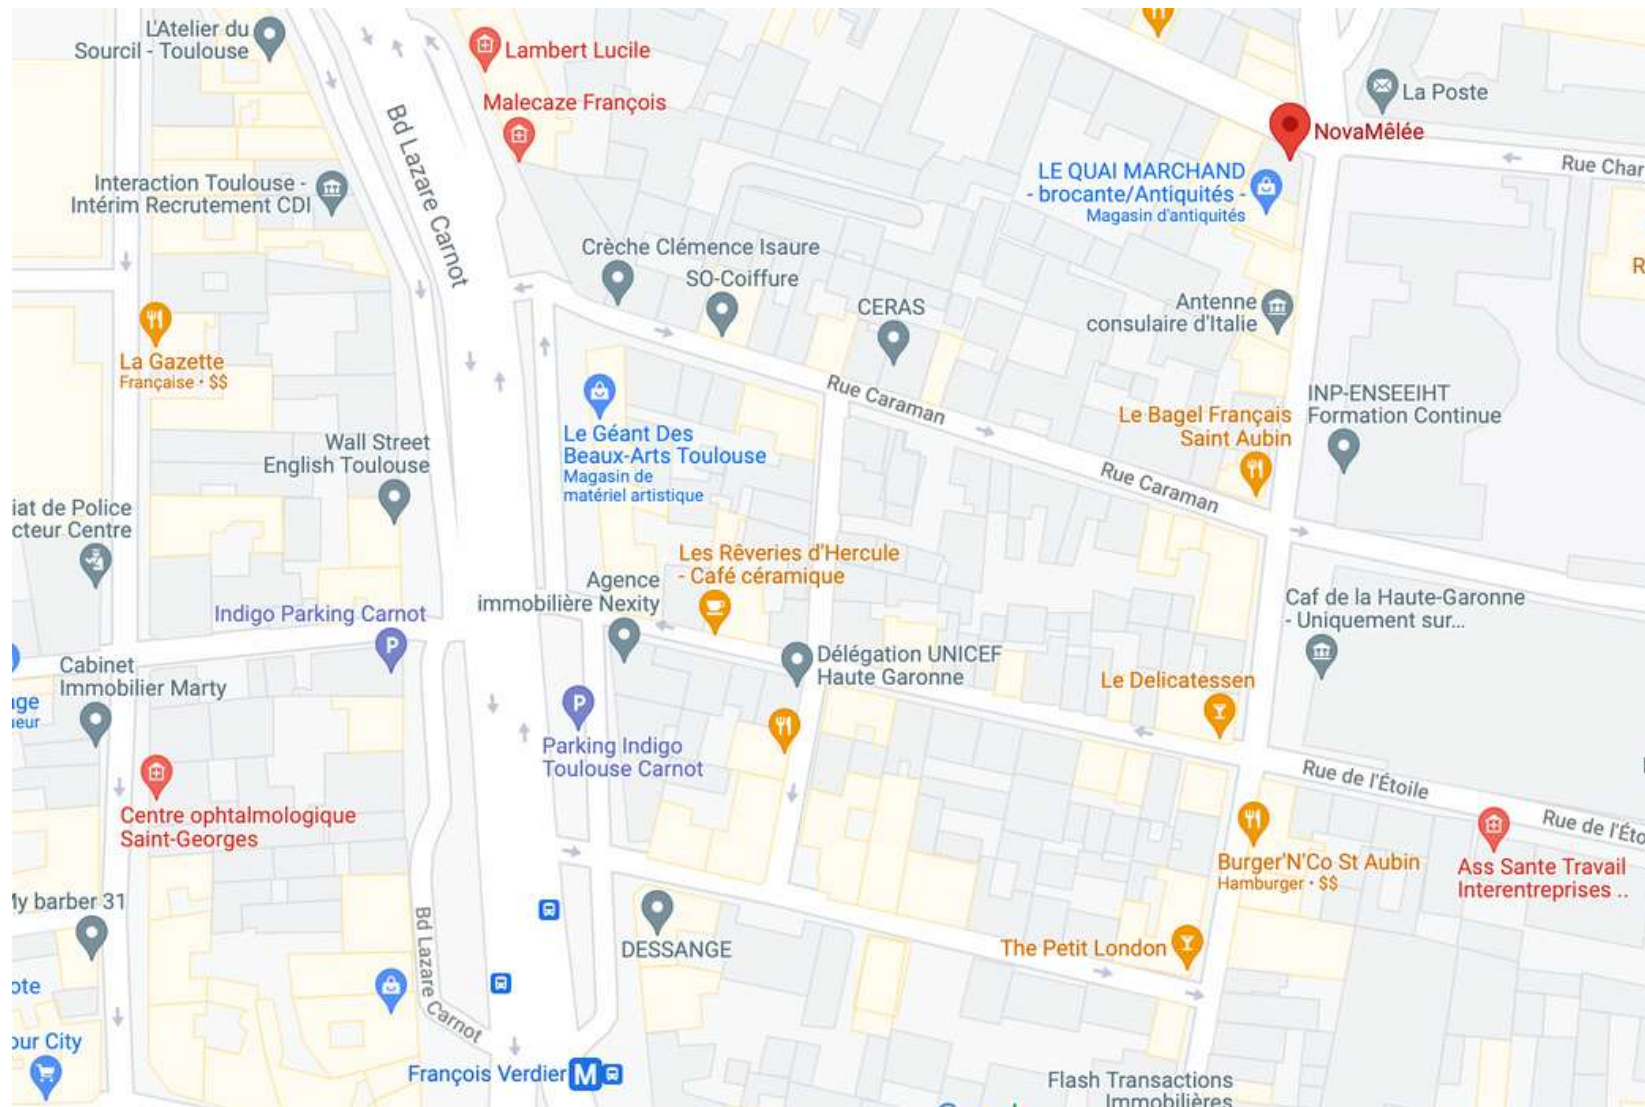 L'Atelier du
Sourcil - Toulouse
Lambert Lucile
Malecaze François
La Poste
NovaMêlée
Rue Char
Bd Lazare Carnot
LE QUAI MARCHAND
- brocante/Antiquités -
Magasin d'antiquités
Interaction Toulouse -
Intérim Recrutement CDI
Crèche Clémence Isaure
SO-Coiffure
CERAS
Antenne
consulaire d'Italie
R
La Gazette
Française • $$
Rue Caraman
INP-ENSEEIHT
Formation Continue
Le Bagel Français
Saint Aubin
Le Géant Des
Beaux-Arts Toulouse
Magasin de
matériel artistique
Wall Street
English Toulouse
Rue Caraman
iat de Police
cteur Centre
Les Rêveries d'Hercule
- Café céramique
Agence
immobilière Nexity
Indigo Parking Carnot
P
Caf de la Haute-Garonne
- Uniquement sur...
Cabinet
Immobilier Marty
Délégation UNICEF
Haute Garonne
Le Delicatessen
ge
ieur
P
Parking Indigo
Toulouse Carnot
Rue de l'Étoile
Rue de l'Éto
Centre ophtalmologique
Saint-Georges
Burger'N'Co St Aubin
Hamburger • $$
Ass Sante Travail
Interentreprises ..
My barber 31
DESSANGE
The Petit London
Bd Lazare Carnot
ote
our City
François Verdier M
Flash Transactions
Immobilières